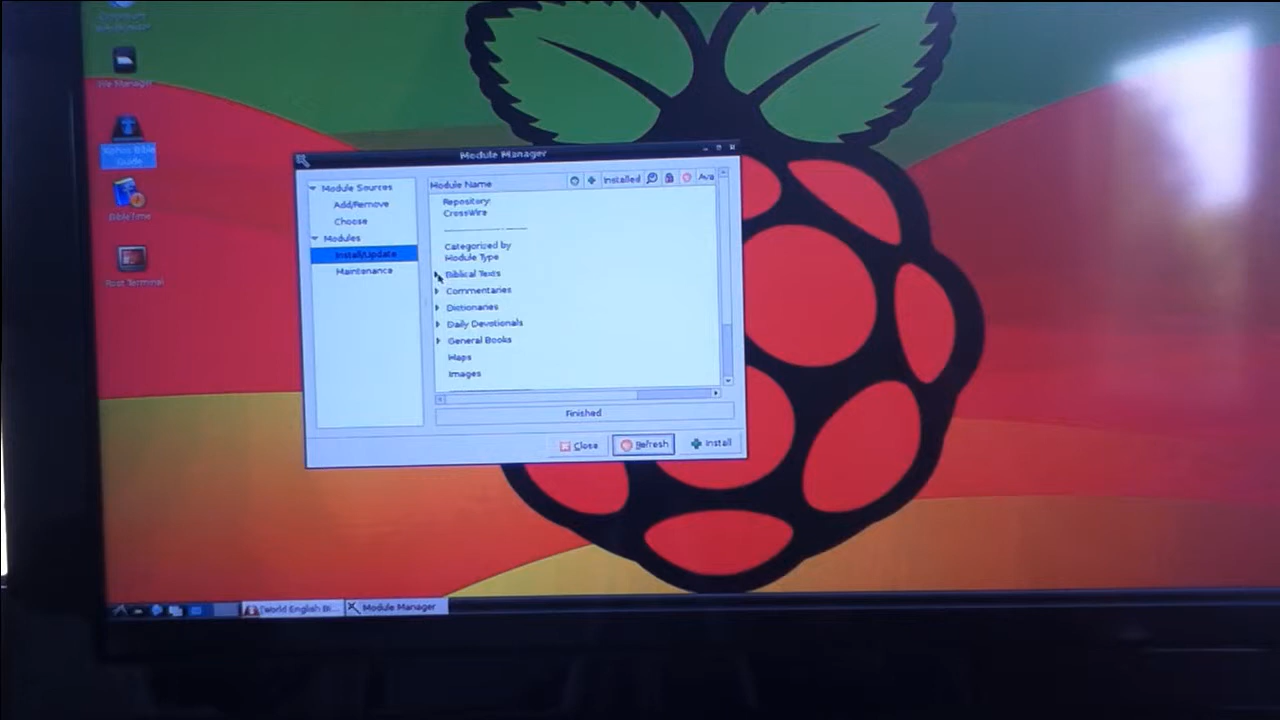 File Manager
Xiphos Bible
Guide
BibleTime
Root Terminal
Module Manager
Module Sources
Add/Remove
Choose
Modules
Install/Update
Maintenance
Module Name
Installed
Ava
Repository:
CrossWire
Categorized by
Module Type
Biblical Texts
Commentaries
Dictionaries
Daily Devotionals
General Books
Maps
Images
Finished
Close
Refresh
Install
[World English Bi...
Module Manager